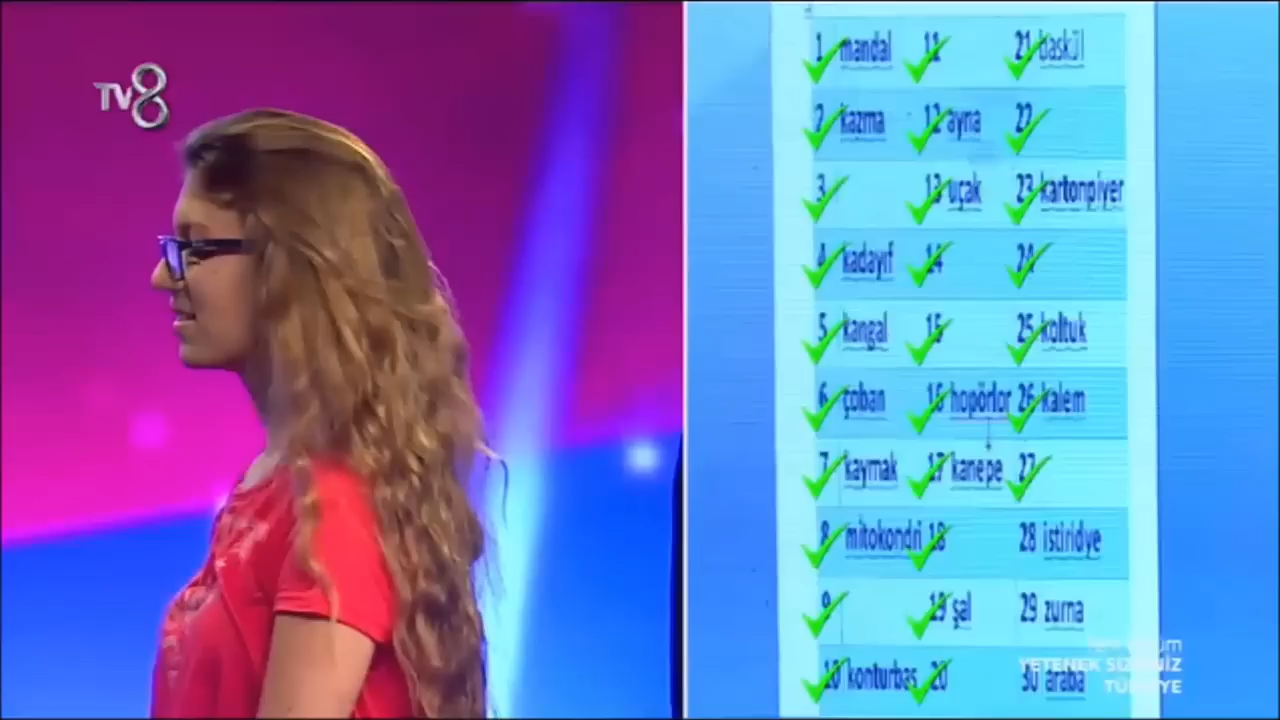 TV8
1 mandal 11 21 baskül
2 kazma 12 ayna 22
3 13 uçak 23 kartonpiyer
4 kadayıf 14 24
5 kangal 15 25 koltuk
6 çoban 16 hopörlor 26 kalem
7 kaymak 17 kanepe 27
8 mitokondri 18 28 istiridye
9 19 şal 29 zurna
10 konturbas 20 30 araba
YETENEK SİZSİNİZ
TÜRKİYE